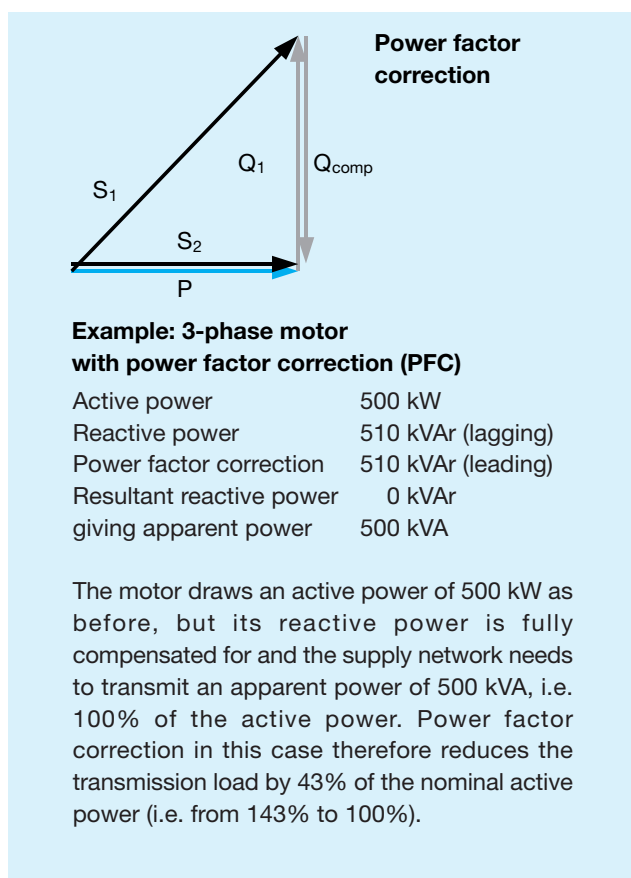 Power factor
correction
Q₁
Q_comp
S₁
S₂
P
Example: 3-phase motor
with power factor correction (PFC)
Active power 500 kW
Reactive power 510 kVAr (lagging)
Power factor correction 510 kVAr (leading)
Resultant reactive power 0 kVAr
giving apparent power 500 kVA
The motor draws an active power of 500 kW as
before, but its reactive power is fully
compensated for and the supply network needs
to transmit an apparent power of 500 kVA, i.e.
100% of the active power. Power factor
correction in this case therefore reduces the
transmission load by 43% of the nominal active
power (i.e. from 143% to 100%).